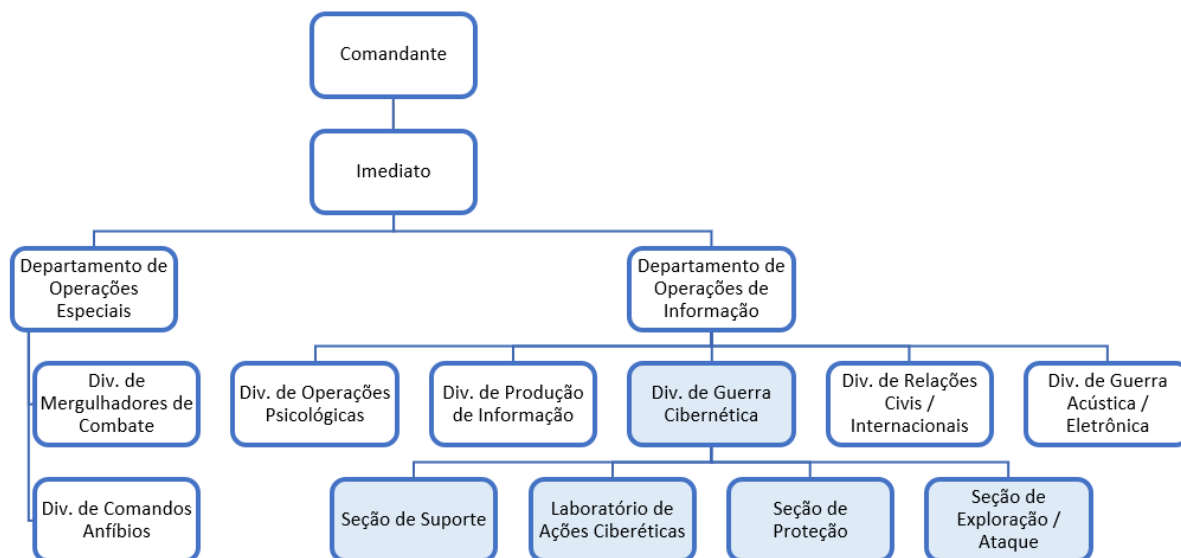 Comandante
Imediato
Departamento de
Operações
Especiais
Departamento de
Operações de
Informação
Div. de
Mergulhadores de
Combate
Div. de Operações
Psicológicas
Div. de Produção
de Informação
Div. de Guerra
Cibernética
Div. de Relações
Civis /
Internacionais
Div. de Guerra
Acústica /
Eletrônica
Div. de Comandos
Anfíbios
Seção de Suporte
Laboratório de
Ações Ciberéticas
Seção de
Proteção
Seção de
Exploração /
Ataque